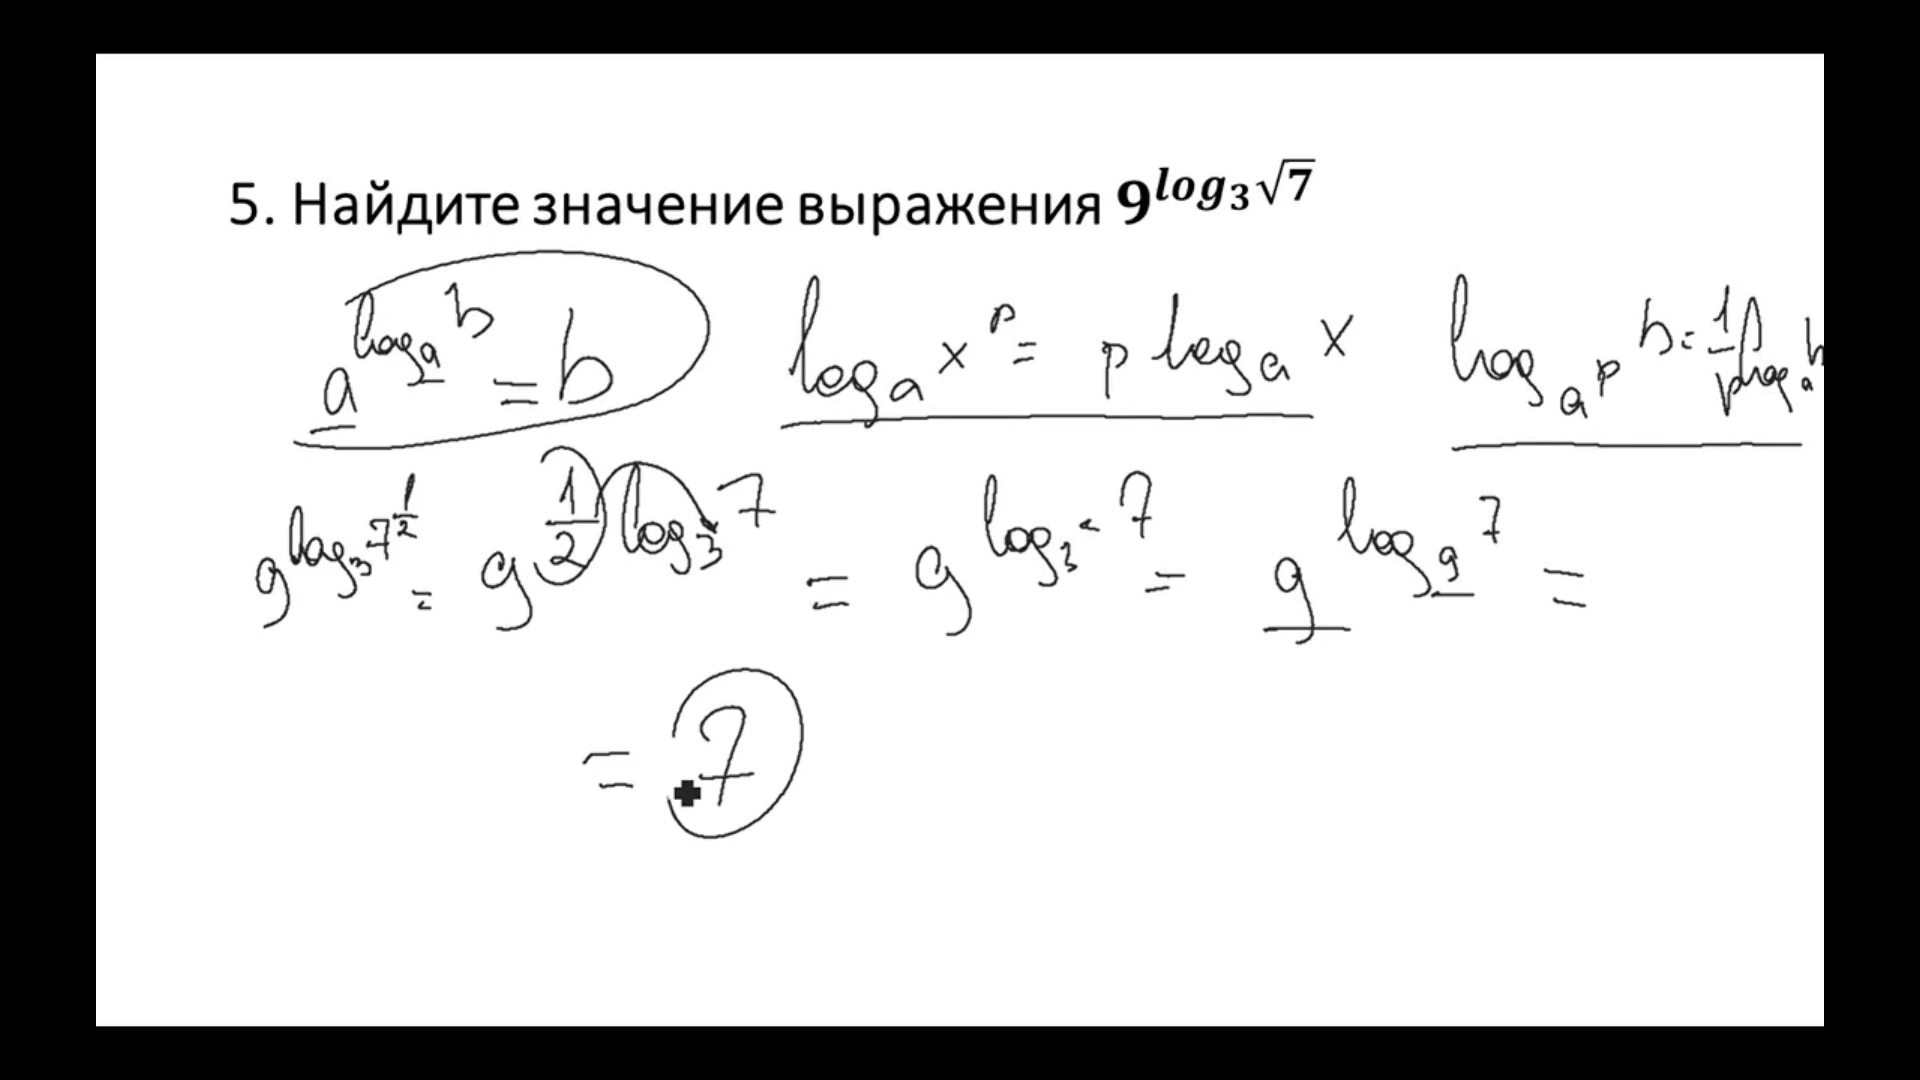 5. Найдите значение выражения 9^{log_3 √7}
a^{log_a b} = b    log_a x^p = p log_a x    log_{a^p} b = 1/p log_a b
9^{log_3 7^{1/2}} = 9^{1/2 log_3 7} = 9^{log_{3^2} 7} = 9^{log_9 7} =
= 7